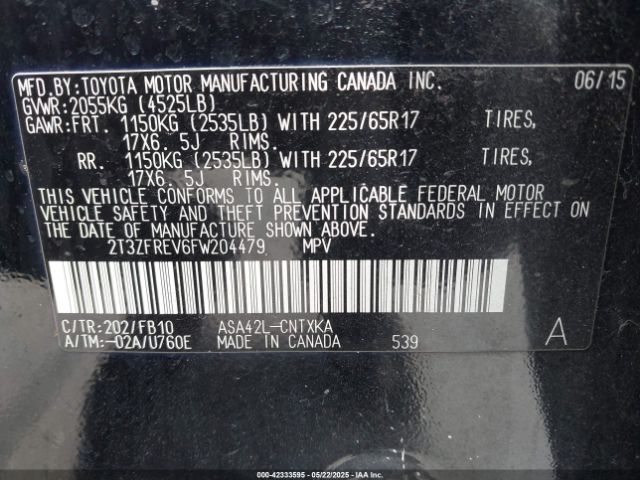 MFD.BY:TOYOTA MOTOR MANUFACTURING CANADA INC. 06/15
GVWR:2055KG (4525LB)
GAWR:FRT. 1150KG (2535LB) WITH 225/65R17 TIRES,
17X6. 5J RIMS.
RR. 1150KG (2535LB) WITH 225/65R17 TIRES,
17X6. 5J RIMS.
THIS VEHICLE CONFORMS TO ALL APPLICABLE FEDERAL MOTOR
VEHICLE SAFETY AND THEFT PREVENTION STANDARDS IN EFFECT ON
THE DATE OF MANUFACTURE SHOWN ABOVE.
2T3ZFREV6FW204479 MPV
C/TR:202/FB10 ASA42L-CNTXKA
A/TM:-02A/U760E MADE IN CANADA 539 A
000-42333595 - 05/22/2025 - IAA Inc.